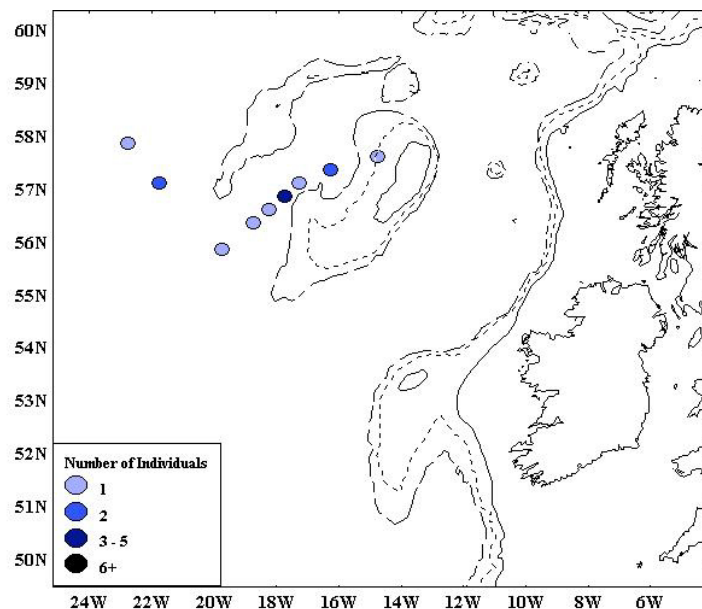 60N
59N
58N
57N
56N
55N
54N
53N
52N
51N
50N
Number of Individuals
1
2
3 - 5
6+
24W 22W 20W 18W 16W 14W 12W 10W 8W 6W